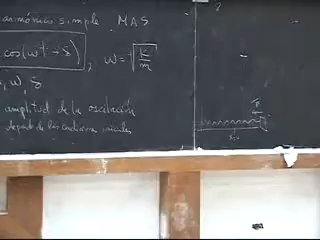 armónico simple MAS
cos(ωt + δ), ω = √(k/m)
, ω, δ
amplitud de la oscilación
depende de las condiciones iniciales